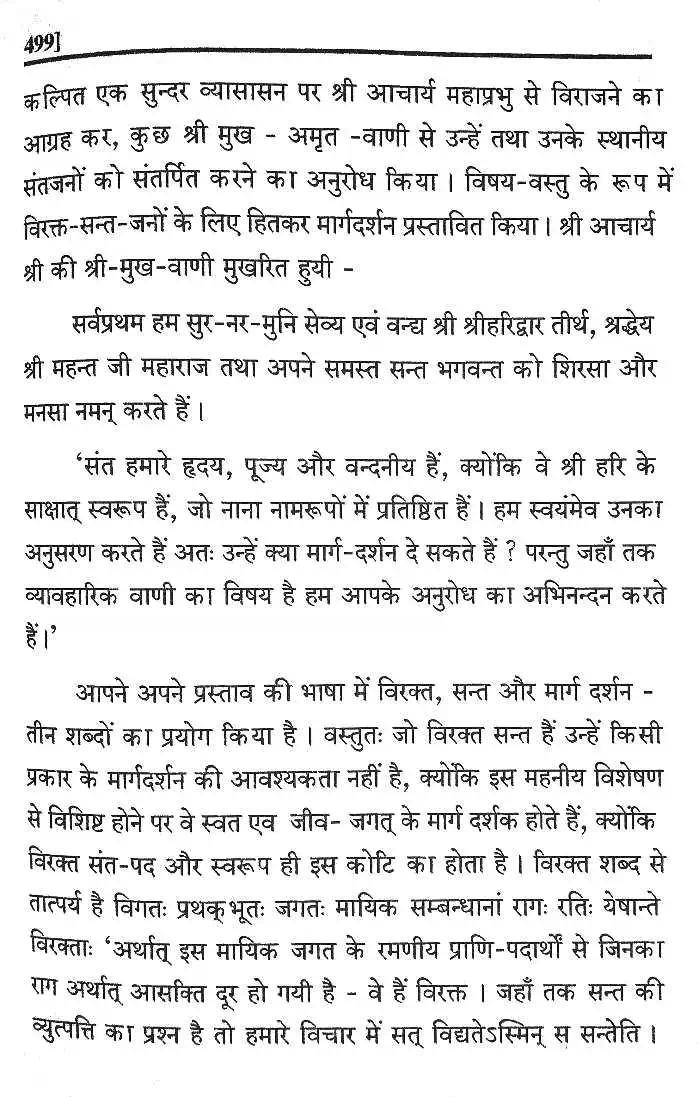 499]
कल्पित एक सुन्दर व्यासासन पर श्री आचार्य महाप्रभु से विराजने का
आग्रह कर, कुछ श्री मुख - अमृत -वाणी से उन्हें तथा उनके स्थानीय
संतजनों को संतर्पित करने का अनुरोध किया । विषय-वस्तु के रूप में
विरक्त-सन्त-जनों के लिए हितकर मार्गदर्शन प्रस्तावित किया। श्री आचार्य
श्री की श्री-मुख-वाणी मुखरित हुयी -
सर्वप्रथम हम सुर-नर-मुनि सेव्य एवं वन्द्य श्री श्रीहरिद्वार तीर्थ, श्रद्धेय
श्री महन्त जी महाराज तथा अपने समस्त सन्त भगवन्त को शिरसा और
मनसा नमन् करते हैं ।
‘संत हमारे हृदय, पूज्य और वन्दनीय हैं, क्योंकि वे श्री हरि के
साक्षात् स्वरूप हैं, जो नाना नामरूपों में प्रतिष्ठित हैं । हम स्वयंमेव उनका
अनुसरण करते हैं अतः उन्हें क्या मार्ग-दर्शन दे सकते हैं ? परन्तु जहाँ तक
व्यावहारिक वाणी का विषय है हम आपके अनुरोध का अभिनन्दन करते
हैं।’
आपने अपने प्रस्ताव की भाषा में विरक्त, सन्त और मार्ग दर्शन -
तीन शब्दों का प्रयोग किया है । वस्तुतः जो विरक्त सन्त हैं उन्हें किसी
प्रकार के मार्गदर्शन की आवश्यकता नहीं है, क्योंकि इस महनीय विशेषण
से विशिष्ट होने पर वे स्वत एव जीव- जगत् के मार्ग दर्शक होते हैं, क्योंकि
विरक्त संत-पद और स्वरूप ही इस कोटि का होता है । विरक्त शब्द से
तात्पर्य है विगतः प्रथक्भूतः जगतः मायिक सम्बन्धानां रागः रतिः येषान्ते
विरक्ताः ‘अर्थात् इस मायिक जगत के रमणीय प्राणि-पदार्थों से जिनका
राग अर्थात् आसक्ति दूर हो गयी है - वे हैं विरक्त । जहाँ तक सन्त की
व्युत्पत्ति का प्रश्न है तो हमारे विचार में सत् विद्यतेऽस्मिन् स सन्तेति ।